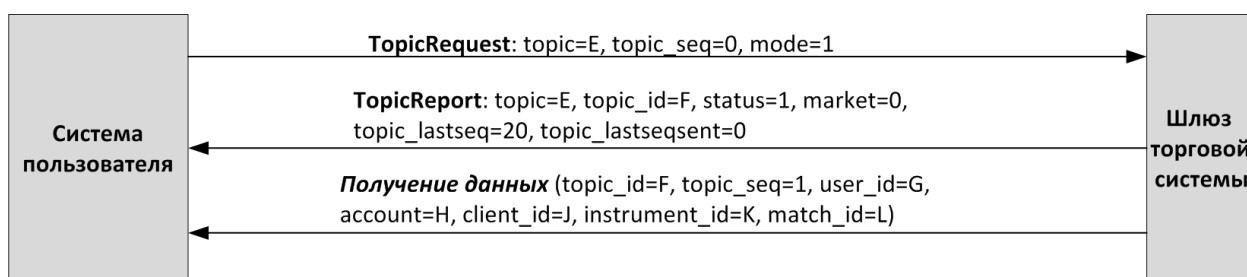 TopicRequest: topic=E, topic_seq=0, mode=1
TopicReport: topic=E, topic_id=F, status=1, market=0,
topic_lastseq=20, topic_lastseqsent=0
Система
пользователя
Шлюз
торговой
системы
Получение данных (topic_id=F, topic_seq=1, user_id=G,
account=H, client_id=J, instrument_id=K, match_id=L)